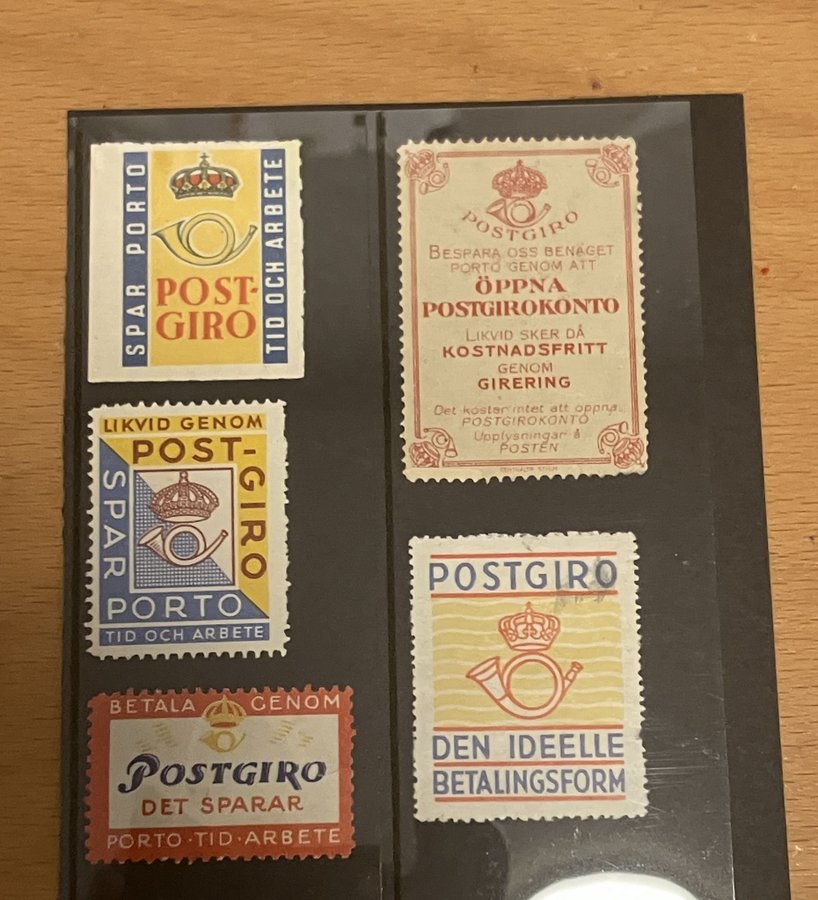 SPAR PORTO
POST-
GIRO
TID OCH ARBETE
LIKVID GENOM
POST-
GIRO
SPAR
PORTO
TID OCH ARBETE
BETALA GENOM
POSTGIRO
DET SPARAR
PORTO·TID·ARBETE
POSTGIRO
BESPARA OSS BENÄGET
PORTO GENOM ATT
ÖPPNA
POSTGIROKONTO
LIKVID SKER DÅ
KOSTNADSFRITT
GENOM
GIRERING
Det kostar intet att öppna
POSTGIROKONTO
Upplysningar å
POSTEN
POSTGIRO
DEN IDEELLE
BETALINGSFORM